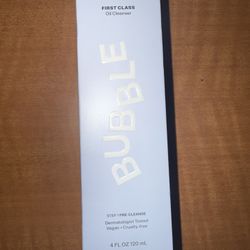 FIRST CLASS
Oil Cleanser
BUBBLE
STEP 1 PRE-CLEANSE
Dermatologist Tested
Vegan • Cruelty-free
4 FL OZ 120 mL